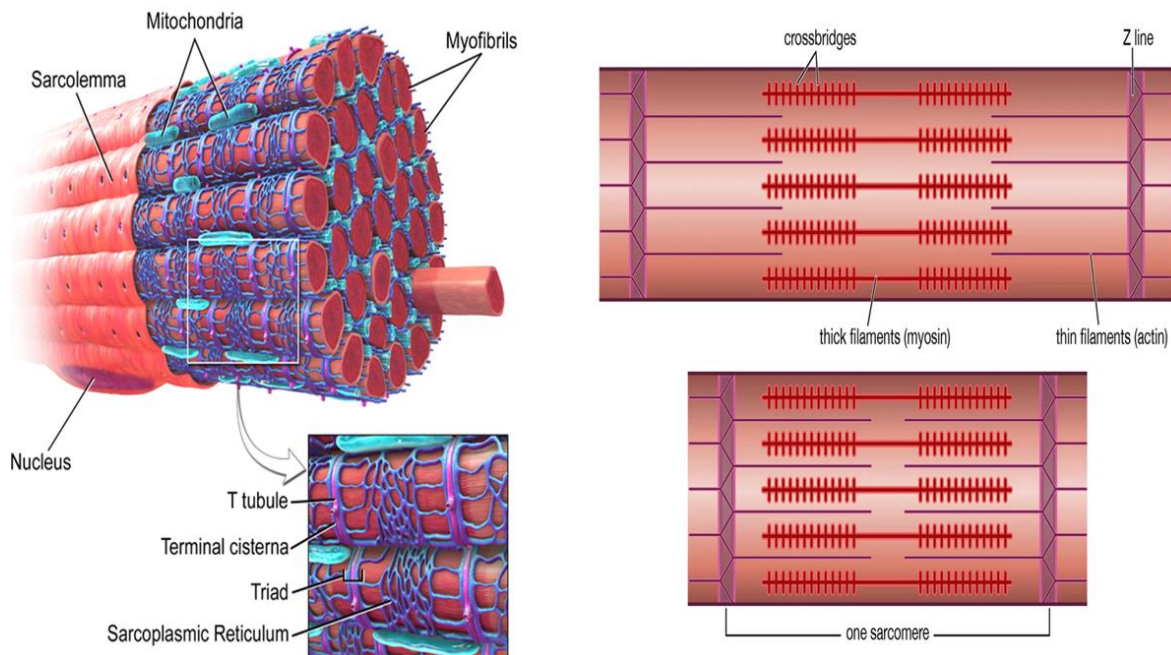 Mitochondria
Sarcolemma
Myofibrils
Nucleus
T tubule
Terminal cisterna
Triad
Sarcoplasmic Reticulum
crossbridges
Z line
thick filaments (myosin)
thin filaments (actin)
one sarcomere